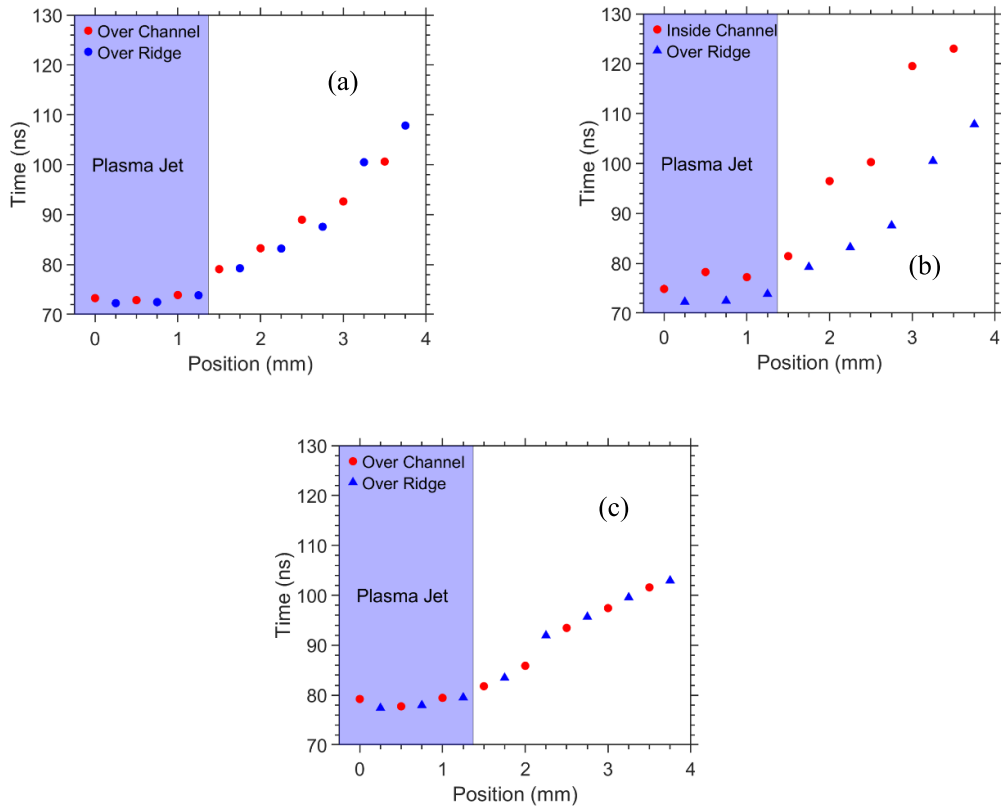 130
120
110
100
90
80
70
Time (ns)
Over Channel
Over Ridge
(a)
Plasma Jet
0 1 2 3 4
Position (mm)
130
120
110
100
90
80
70
Time (ns)
Inside Channel
Over Ridge
Plasma Jet
(b)
0 1 2 3 4
Position (mm)
130
120
110
100
90
80
70
Time (ns)
Over Channel
Over Ridge
(c)
Plasma Jet
0 1 2 3 4
Position (mm)